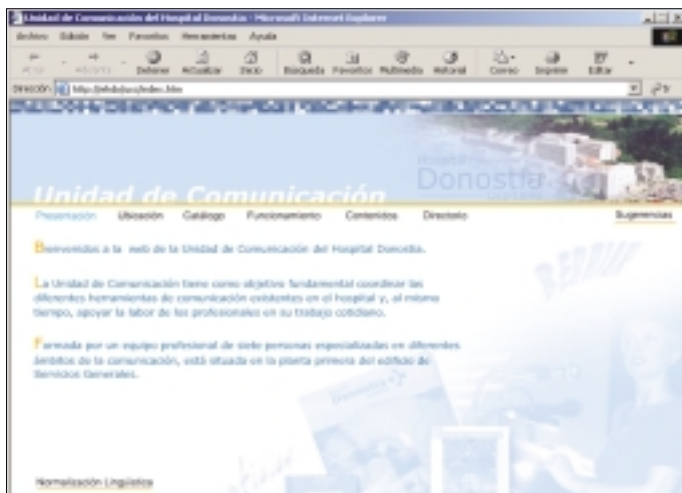 Unidad de Comunicación del Hospital Donostia - Microsoft Internet Explorer
Archivo Edición Ver Favoritos Herramientas Ayuda
Atrás Adelante Detener Actualizar Inicio Búsqueda Favoritos Multimedia Historial Correo Imprimir Editar
Dirección
Ir
Hospital
Donostia
Ospitalea
Unidad de Comunicación
Presentación Ubicación Catálogo Funcionamiento Contenidos Directorio Sugerencias
Bienvenidos a la web de la Unidad de Comunicación del Hospital Donostia.
La Unidad de Comunicación tiene como objetivo fundamental coordinar las
diferentes herramientas de comunicación existentes en el hospital y, al mismo
tiempo, apoyar la labor de los profesionales en su trabajo cotidiano.
Formada por un equipo profesional de siete personas especializadas en diferentes
ámbitos de la comunicación, está situada en la planta primera del edificio de
Servicios Generales.
Donostia
Normalización Lingüística